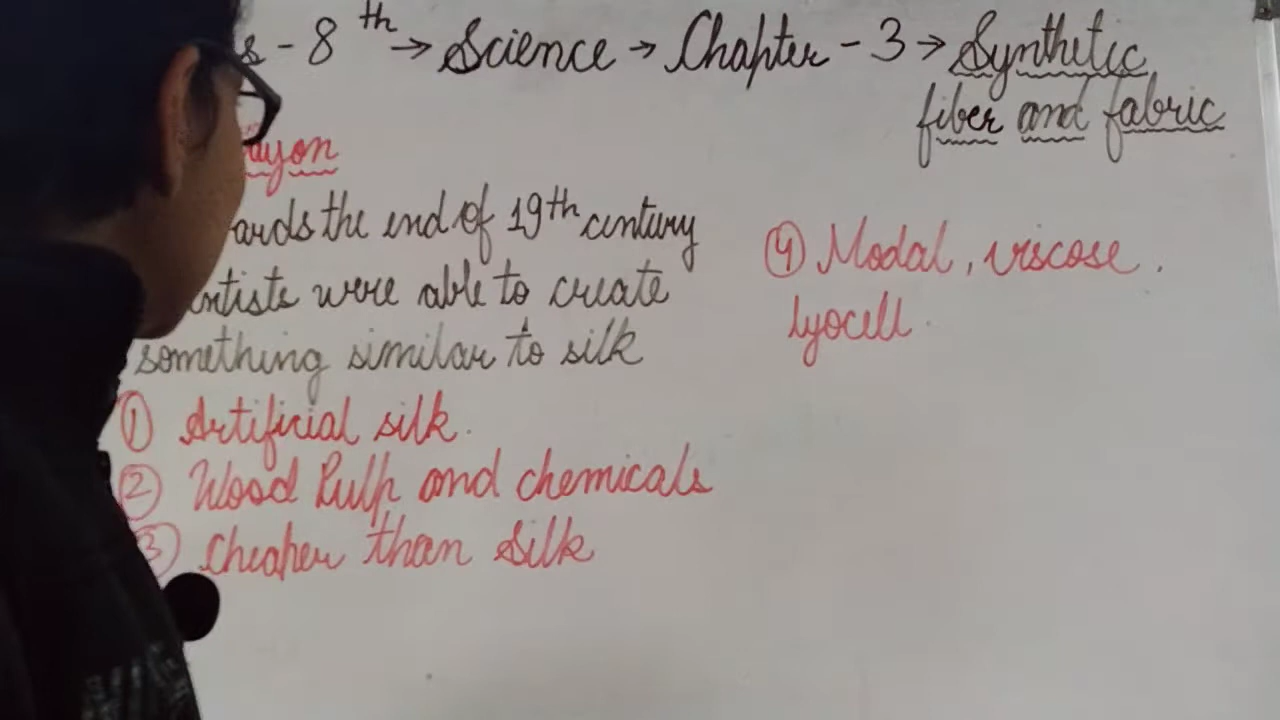 s - 8th → Science → Chapter - 3 → Synthetic
fiber and fabric
ayon
ards the end of 19th century
ntists were able to create
something similar to silk
① Artificial silk.
② Wood Pulp and chemicals
③ Cheaper than silk
④ Modal, viscose.
lyocell.